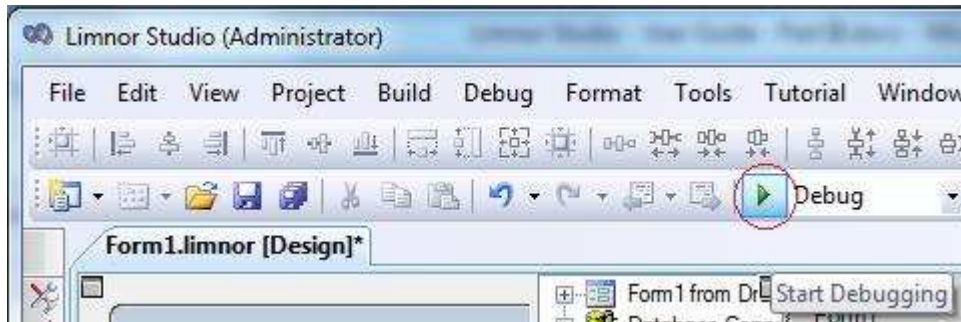 Limnor Studio (Administrator)
File Edit View Project Build Debug Format Tools Tutorial Window
Debug
Form1.limnor [Design]*
Form1 from
Start Debugging